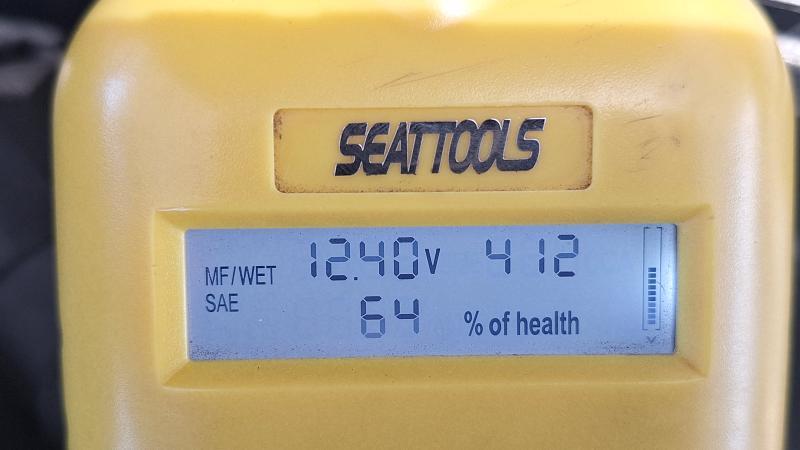 SEATTOOLS
MF/WET 12.40V 412
SAE 64 % of health